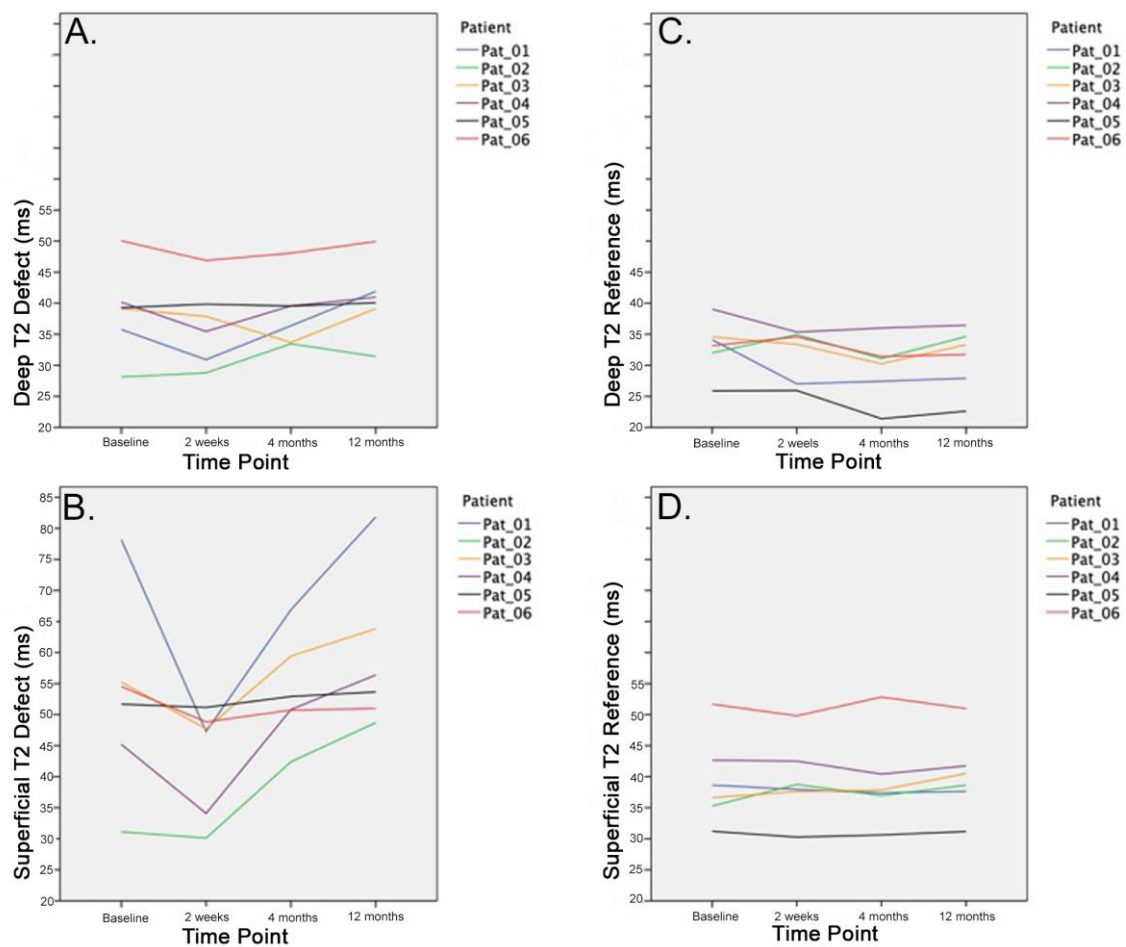 A.
Deep T2 Defect (ms)
55
50
45
40
35
30
25
20
Baseline
2 weeks
4 months
12 months
Time Point
Patient
Pat_01
Pat_02
Pat_03
Pat_04
Pat_05
Pat_06
C.
Deep T2 Reference (ms)
55
50
45
40
35
30
25
20
Baseline
2 weels
4 months
12 months
Time Point
Patient
Pat_01
Pat_02
Pat_03
Pat_04
Pat_05
Pat_06
B.
Superficial T2 Defect (ms)
85
80
75
70
65
60
55
50
45
40
35
30
25
20
Baseline
2 weeks
4 months
12 months
Time Point
Patient
Pat_01
Pat_02
Pat_03
Pat_04
Pat_05
Pat_06
D.
Superficial T2 Reference (ms)
55
50
45
40
35
30
25
20
Baseline
2 weeks
4 months
12 months
Time Point
Patient
Pat_01
Pat_02
Pat_03
Pat_04
Pat_05
Pat_06